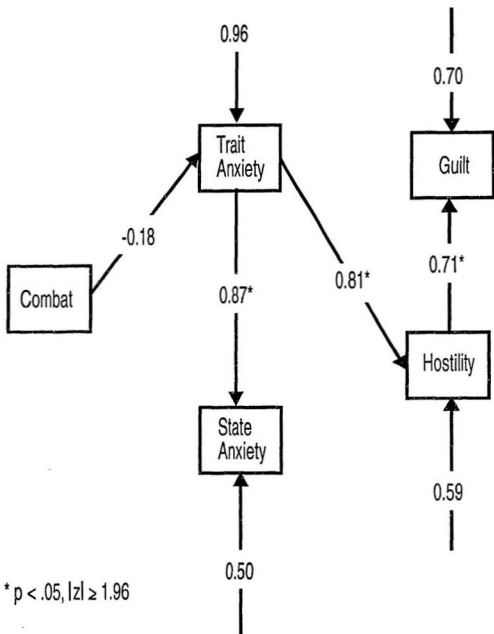 0.96
0.70
Trait
Anxiety
Guilt
-0.18
0.87*
0.81*
0.71*
Combat
Hostility
State
Anxiety
0.59
0.50
* p < .05, |z| ≥ 1.96